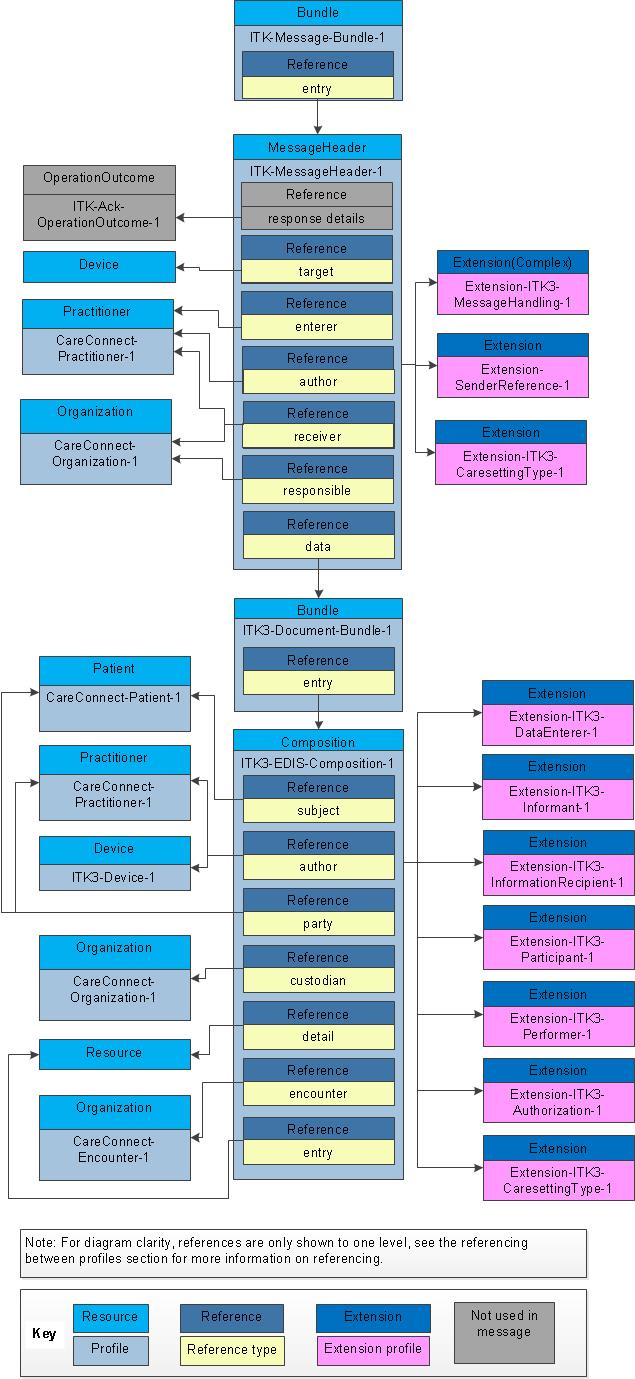 Bundle
ITK-Message-Bundle-1
Reference
entry
MessageHeader
ITK-MessageHeader-1
Reference
response details
Reference
target
Reference
enterer
Reference
author
Reference
receiver
Reference
responsible
Reference
data
OperationOutcome
ITK-Ack-
OperationOutcome-1
Device
Practitioner
CareConnect-
Practitioner-1
Organization
CareConnect-
Organization-1
Extension(Complex)
Extension-ITK3-
MessageHandling-1
Extension
Extension-
SenderReference-1
Extension
Extension-ITK3-
CaresettingType-1
Bundle
ITK3-Document-Bundle-1
Reference
entry
Composition
ITK3-EDIS-Composition-1
Reference
subject
Reference
author
Reference
party
Reference
custodian
Reference
detail
Reference
encounter
Reference
entry
Patient
CareConnect-Patient-1
Practitioner
CareConnect-
Practitioner-1
Device
ITK3-Device-1
Organization
CareConnect-
Organization-1
Resource
Organization
CareConnect-
Encounter-1
Extension
Extension-ITK3-
DataEnterer-1
Extension
Extension-ITK3-
Informant-1
Extension
Extension-ITK3-
InformationRecipient-1
Extension
Extension-ITK3-
Participant-1
Extension
Extension-ITK3-
Performer-1
Extension
Extension-ITK3-
Authorization-1
Extension
Extension-ITK3-
CaresettingType-1
Note: For diagram clarity, references are only shown to one level, see the referencing
between profiles section for more information on referencing.
Key
Resource
Profile
Reference
Reference type
Extension
Extension profile
Not used in
message